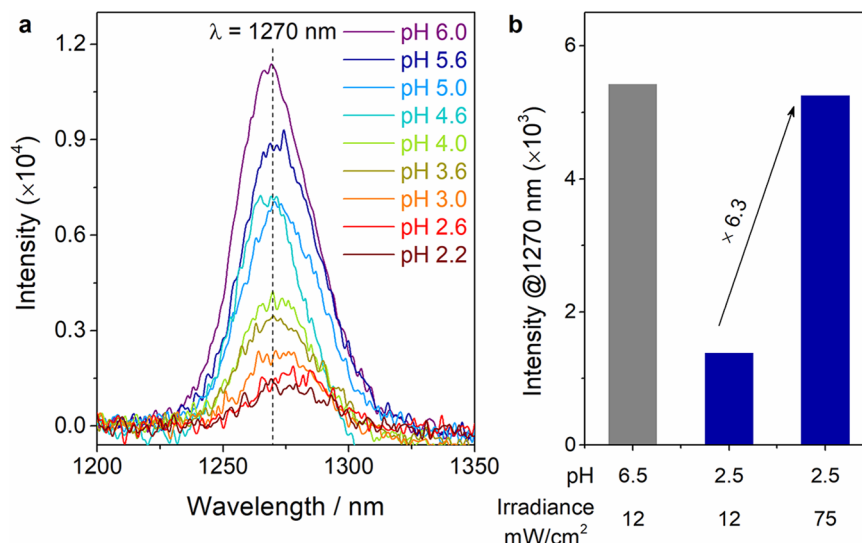 a
λ = 1270 nm
pH 6.0
pH 5.6
pH 5.0
pH 4.6
pH 4.0
pH 3.6
pH 3.0
pH 2.6
pH 2.2
Intensity (×10⁴)
1.2
0.9
0.6
0.3
0.0
1200 1250 1300 1350
Wavelength / nm
b
Intensity @1270 nm (×10³)
6
4
2
0
× 6.3
pH 6.5 2.5 2.5
Irradiance 12 12 75
mW/cm²